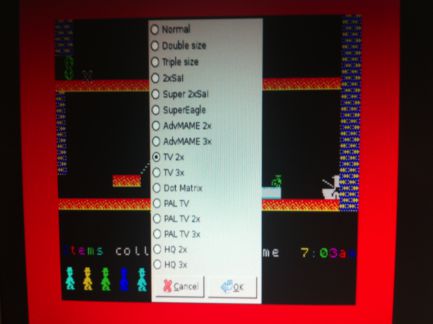 Normal
Double size
Triple size
2xSaI
Super 2xSaI
SuperEagle
AdvMAME 2x
AdvMAME 3x
TV 2x
TV 3x
Dot Matrix
PAL TV
PAL TV 2x
PAL TV 3x
HQ 2x
HQ 3x
Items coll me 7:03a
Cancel OK